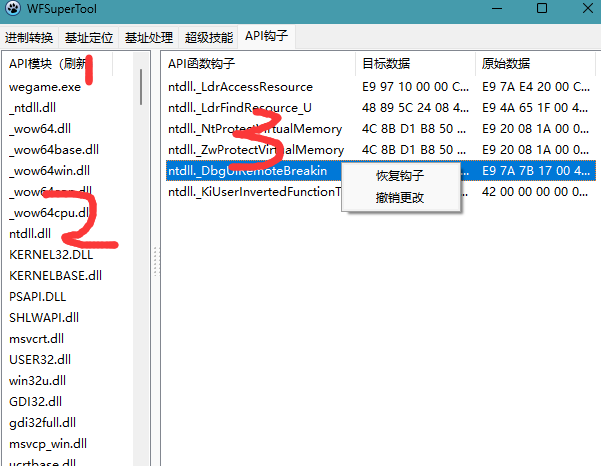 WFSuperTool
进制转换 基址定位 基址处理 超级技能 API钩子
API模块（刷新 1
wegame.exe
_ntdll.dll
_wow64.dll
_wow64base.dll
_wow64win.dll
_wow64cpu.dll
ntdll.dll
2
KERNEL32.DLL
KERNELBASE.dll
PSAPI.DLL
SHLWAPI.dll
msvcrt.dll
USER32.dll
win32u.dll
GDI32.dll
gdi32full.dll
msvcp_win.dll
ucrtbase.dll
API函数钩子 目标数据 原始数据
ntdll._LdrAccessResource E9 97 10 00 00 C... E9 7A E4 20 00 C...
ntdll._LdrFindResource_U 48 89 5C 24 08 4... E9 4A 65 1F 00 4...
ntdll._NtProtectVirtualMemory 4C 8B D1 B8 50 ... E9 20 08 1A 00 0...
3
ntdll._ZwProtectVirtualMemory 4C 8B D1 B8 50 ... E9 20 08 1A 00 0...
ntdll._DbgUiRemoteBreakin E9 7A 7B 17 00 4...
ntdll._KiUserInvertedFunctionT 42 00 00 00 00 0...
恢复钩子
撤销更改